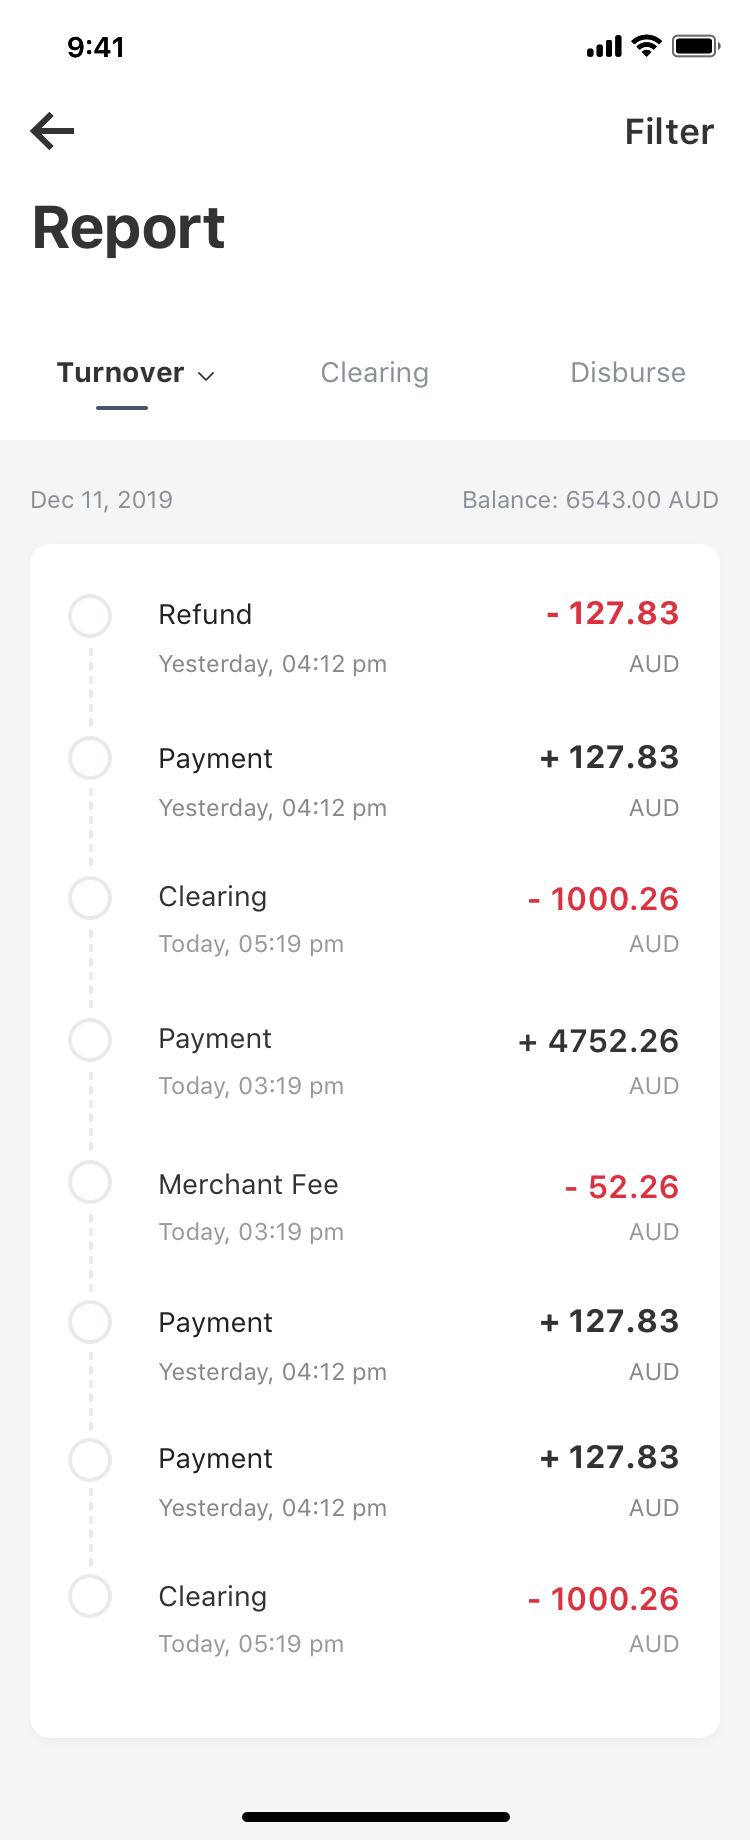 9:41
Filter
Report
Turnover Clearing Disburse
Dec 11, 2019 Balance: 6543.00 AUD
Refund - 127.83
Yesterday, 04:12 pm AUD
Payment + 127.83
Yesterday, 04:12 pm AUD
Clearing - 1000.26
Today, 05:19 pm AUD
Payment + 4752.26
Today, 03:19 pm AUD
Merchant Fee - 52.26
Today, 03:19 pm AUD
Payment + 127.83
Yesterday, 04:12 pm AUD
Payment + 127.83
Yesterday, 04:12 pm AUD
Clearing - 1000.26
Today, 05:19 pm AUD